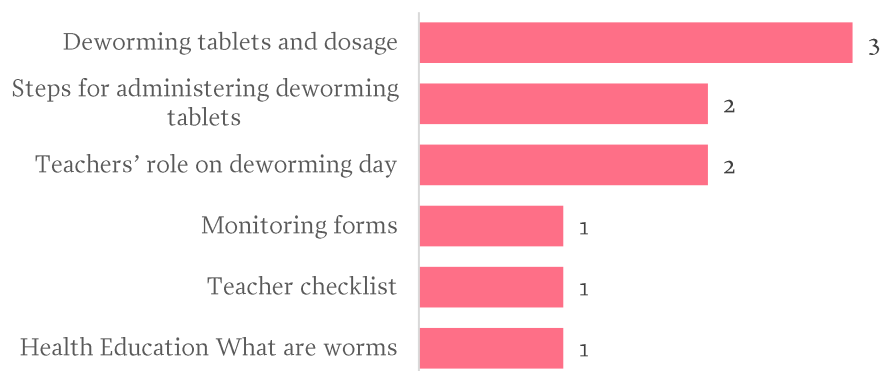 Deworming tablets and dosage 3
Steps for administering deworming
tablets 2
Teachers’ role on deworming day 2
Monitoring forms 1
Teacher checklist 1
Health Education What are worms 1